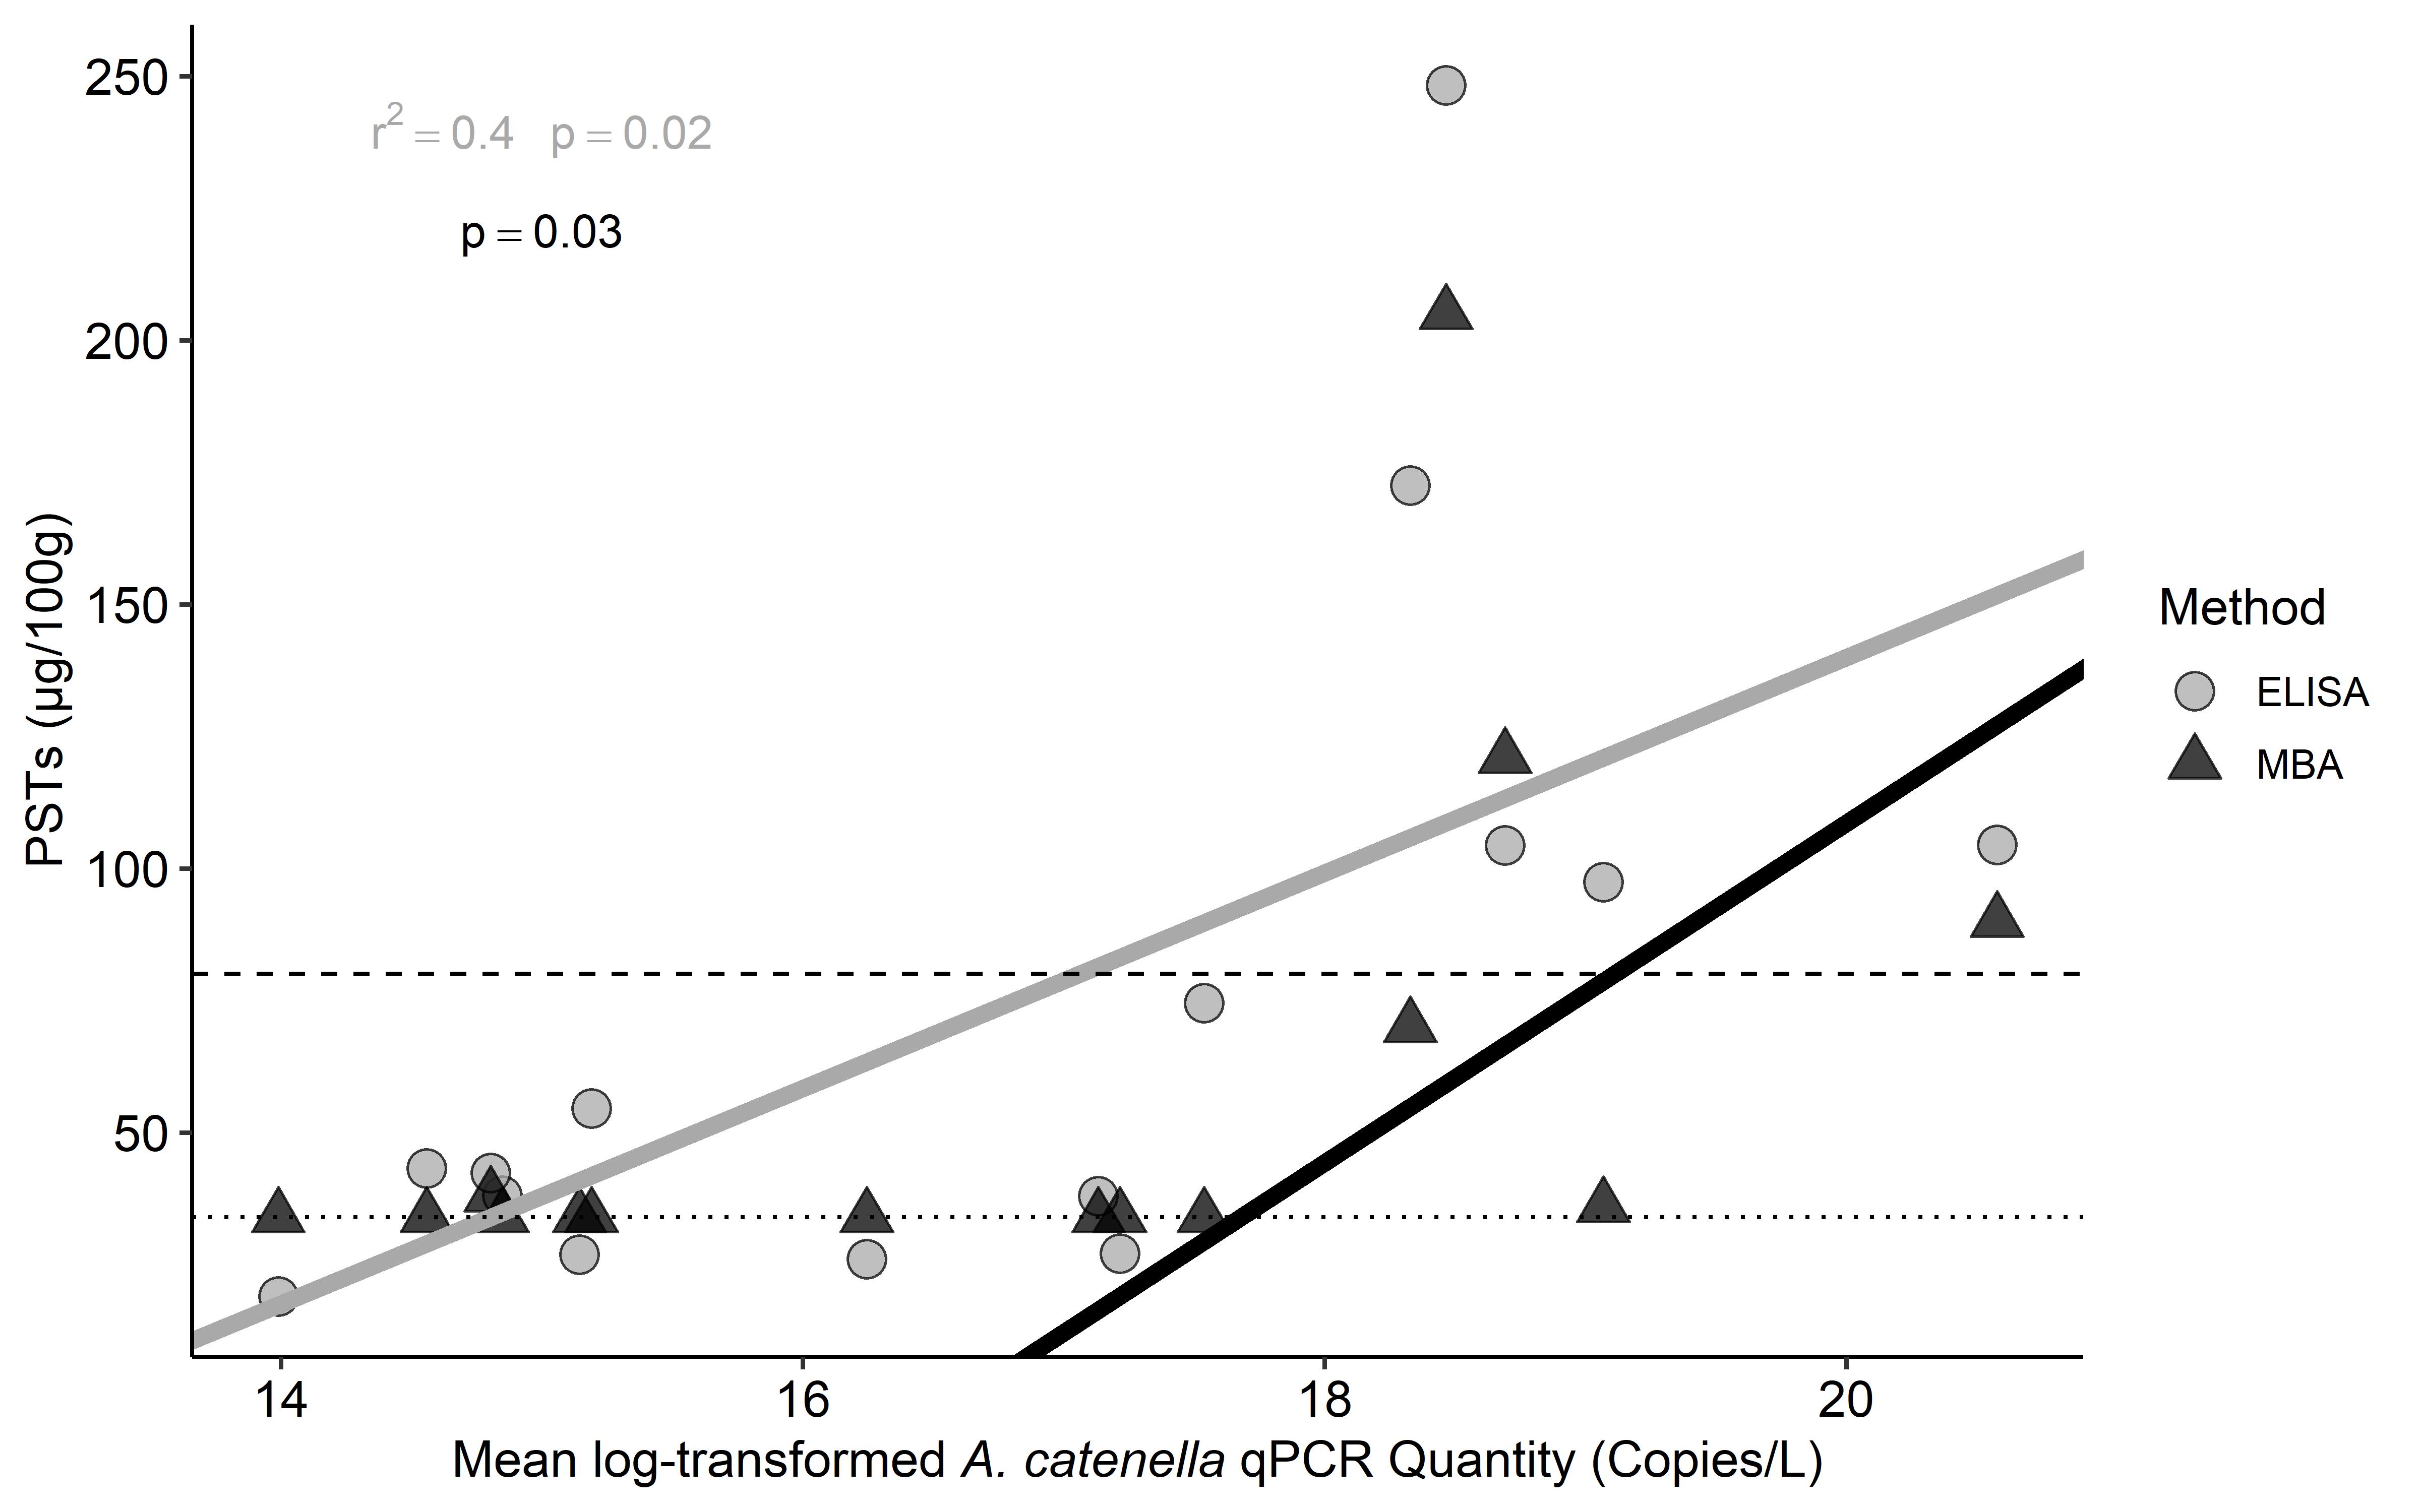 250
200
150
100
50
PSTs (µg/100g)
r² = 0.4 p = 0.02
p = 0.03
14 16 18 20
Mean log-transformed A. catenella qPCR Quantity (Copies/L)
Method
ELISA
MBA